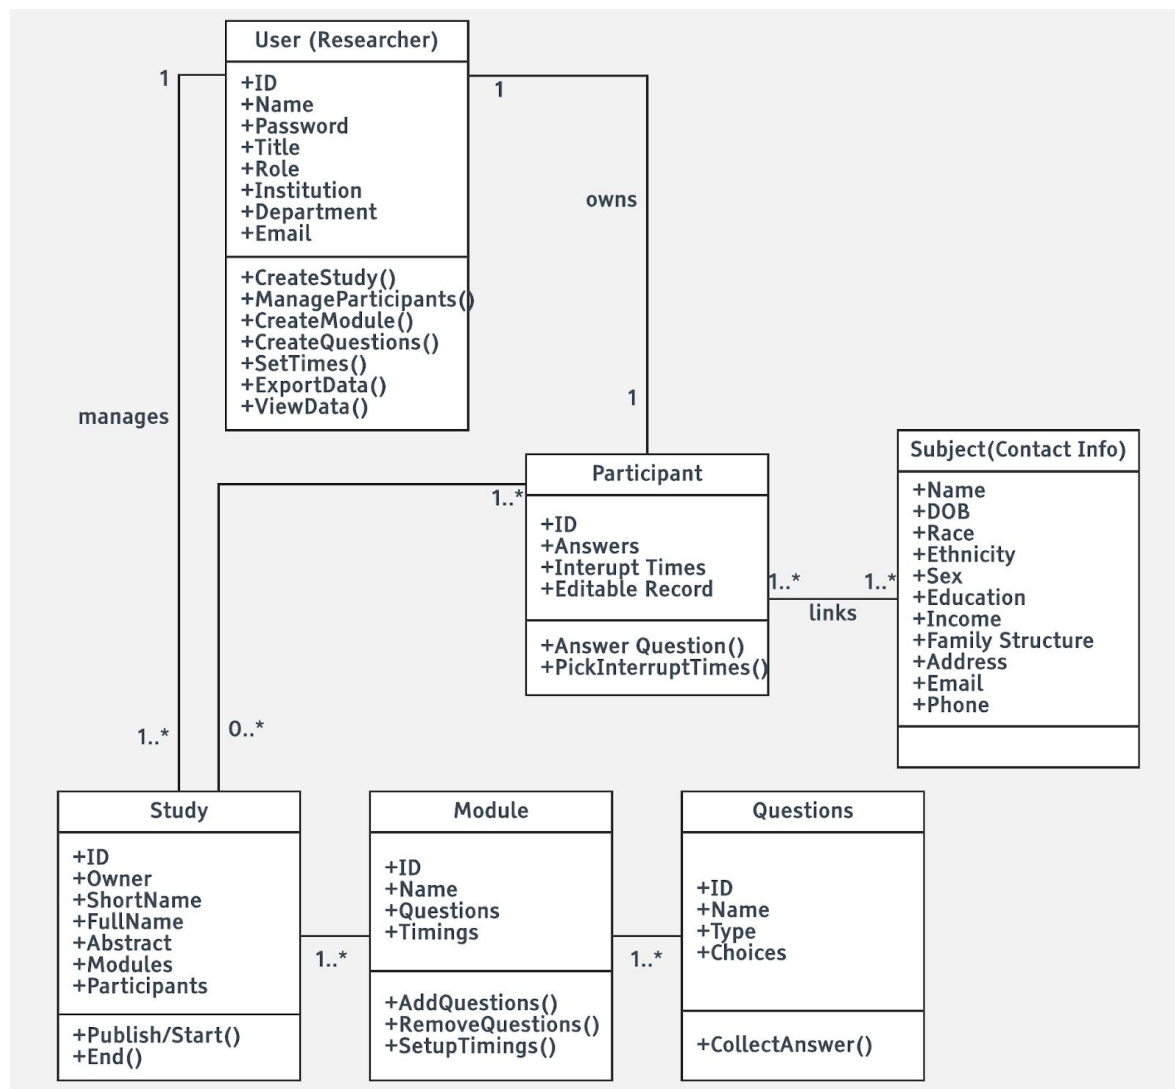 User (Researcher)
+ID
+Name
+Password
+Title
+Role
+Institution
+Department
+Email
+CreateStudy()
+ManageParticipants()
+CreateModule()
+CreateQuestions()
+SetTimes()
+ExportData()
+ViewData()
1
1
owns
manages
1
Participant
+ID
+Answers
+Interupt Times
+Editable Record
+Answer Question()
+PickInterruptTimes()
1..*
1..*
1..*
links
Subject(Contact Info)
+Name
+DOB
+Race
+Ethnicity
+Sex
+Education
+Income
+Family Structure
+Address
+Email
+Phone
1..*
0..*
Study
+ID
+Owner
+ShortName
+FullName
+Abstract
+Modules
+Participants
+Publish/Start()
+End()
1..*
Module
+ID
+Name
+Questions
+Timings
+AddQuestions()
+RemoveQuestions()
+SetupTimings()
1..*
Questions
+ID
+Name
+Type
+Choices
+CollectAnswer()